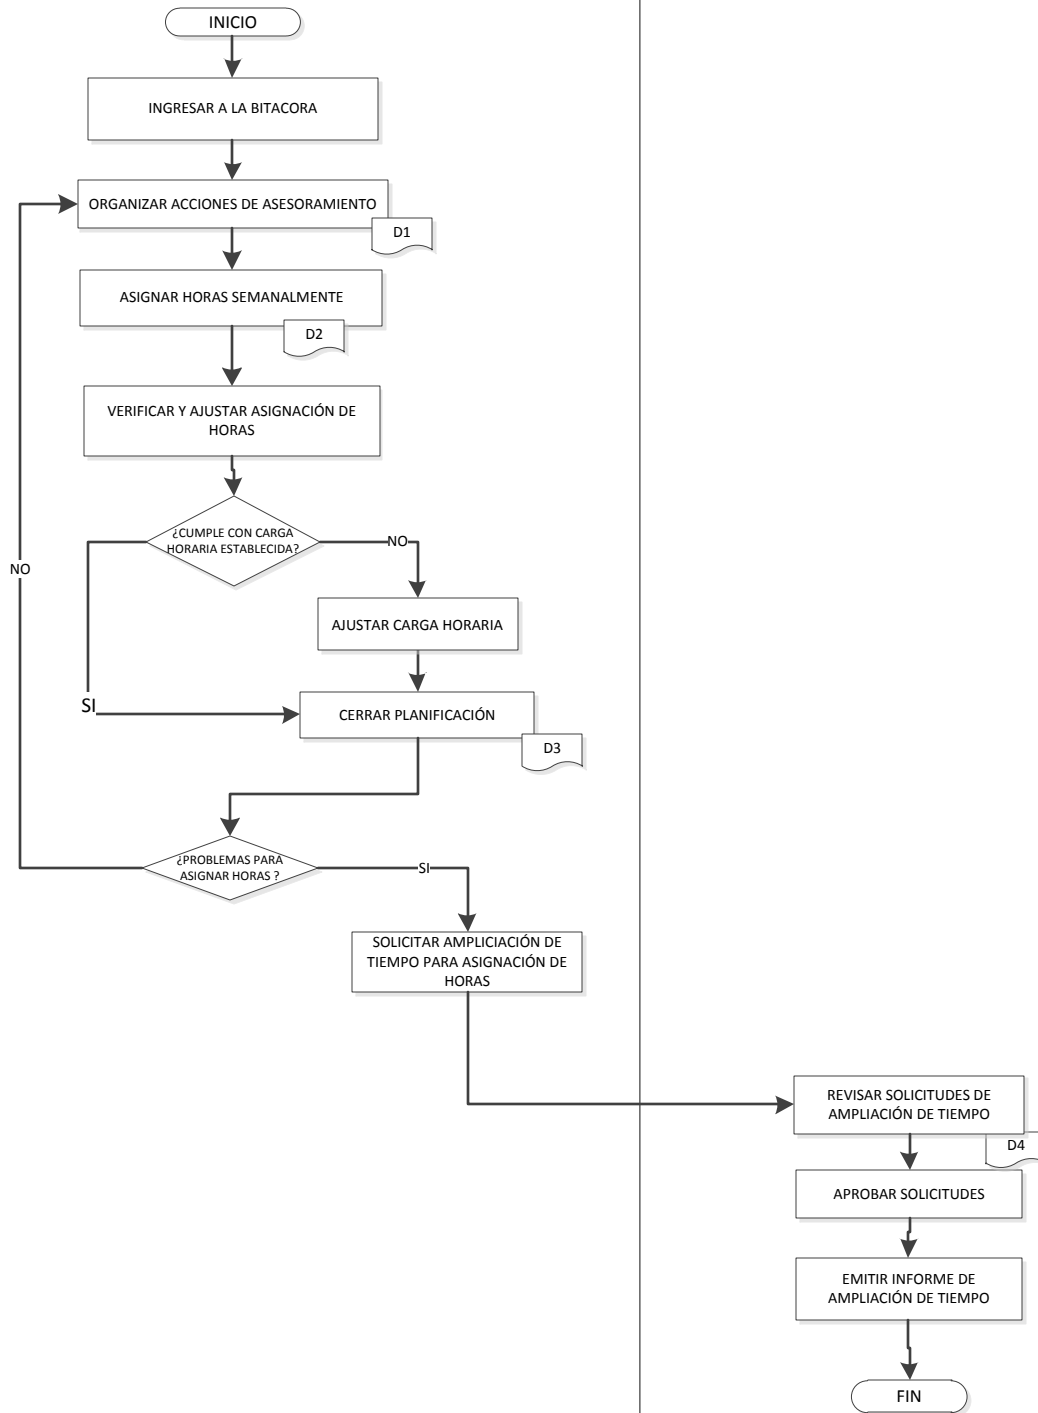 INICIO
INGRESAR A LA BITACORA
ORGANIZAR ACCIONES DE ASESORAMIENTO
D1
ASIGNAR HORAS SEMANALMENTE
D2
VERIFICAR Y AJUSTAR ASIGNACIÓN DE
HORAS
¿CUMPLE CON CARGA
HORARIA ESTABLECIDA?
NO
NO
AJUSTAR CARGA HORARIA
SI
CERRAR PLANIFICACIÓN
D3
¿PROBLEMAS PARA
ASIGNAR HORAS ?
SI
SOLICITAR AMPLICIACIÓN DE
TIEMPO PARA ASIGNACIÓN DE
HORAS
REVISAR SOLICITUDES DE
AMPLIACIÓN DE TIEMPO
D4
APROBAR SOLICITUDES
EMITIR INFORME DE
AMPLIACIÓN DE TIEMPO
FIN